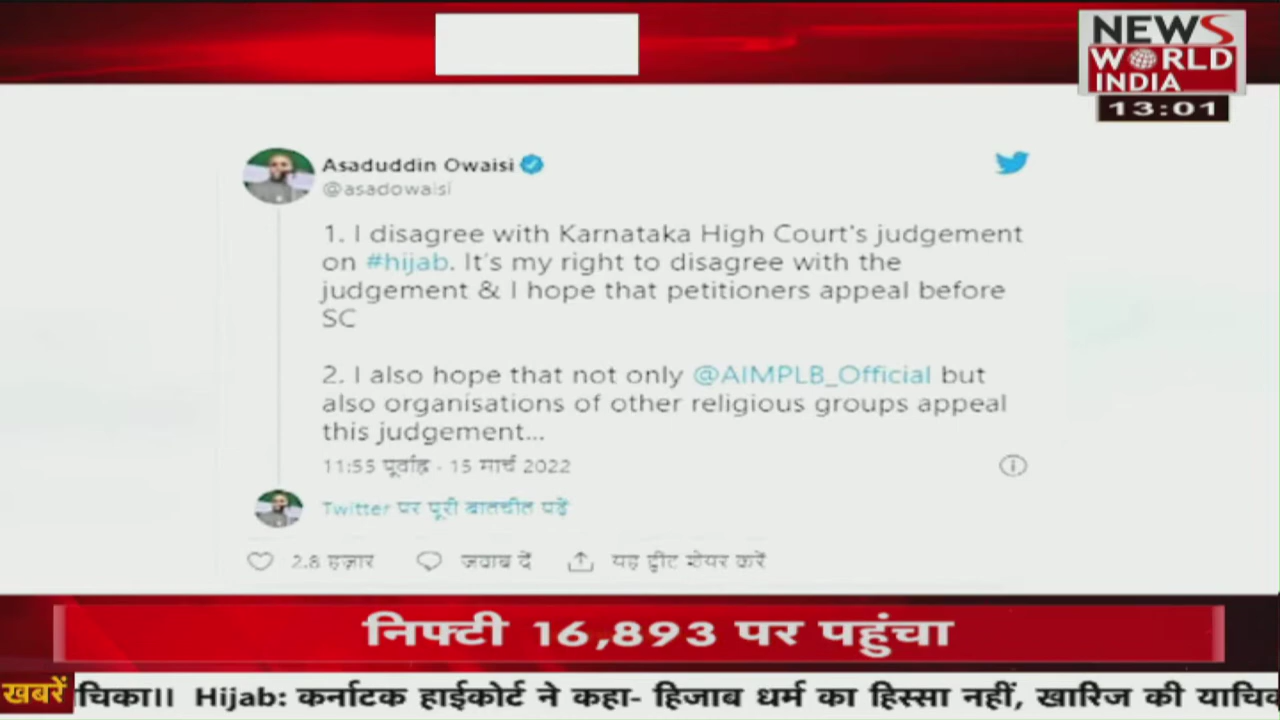 NEWS
WORLD
INDIA
13:01
Asaduddin Owaisi
@asadowaisi
1. I disagree with Karnataka High Court's judgement
on #hijab. It's my right to disagree with the
judgement & I hope that petitioners appeal before
SC
2. I also hope that not only @AIMPLB_Official but
also organisations of other religious groups appeal
this judgement...
11:55 पूर्वाह्न · 15 मार्च 2022
Twitter पर पूरी बातचीत पढ़ें
2.8 हज़ार जवाब दें यह ट्वीट शेयर करें
निफ्टी 16,893 पर पहुंचा
खबरें चिका।। Hijab: कर्नाटक हाईकोर्ट ने कहा- हिजाब धर्म का हिस्सा नहीं, खारिज की याचि